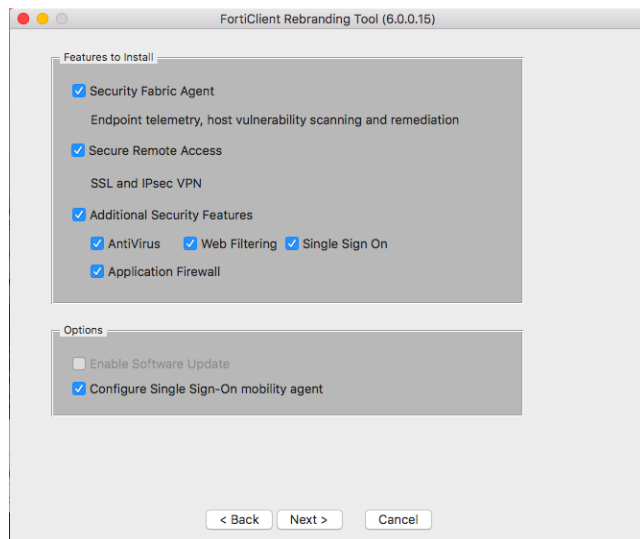 FortiClient Rebranding Tool (6.0.0.15)
Features to Install
Security Fabric Agent
Endpoint telemetry, host vulnerability scanning and remediation
Secure Remote Access
SSL and IPsec VPN
Additional Security Features
AntiVirus Web Filtering Single Sign On
Application Firewall
Options
Enable Software Update
Configure Single Sign-On mobility agent
< Back Next > Cancel